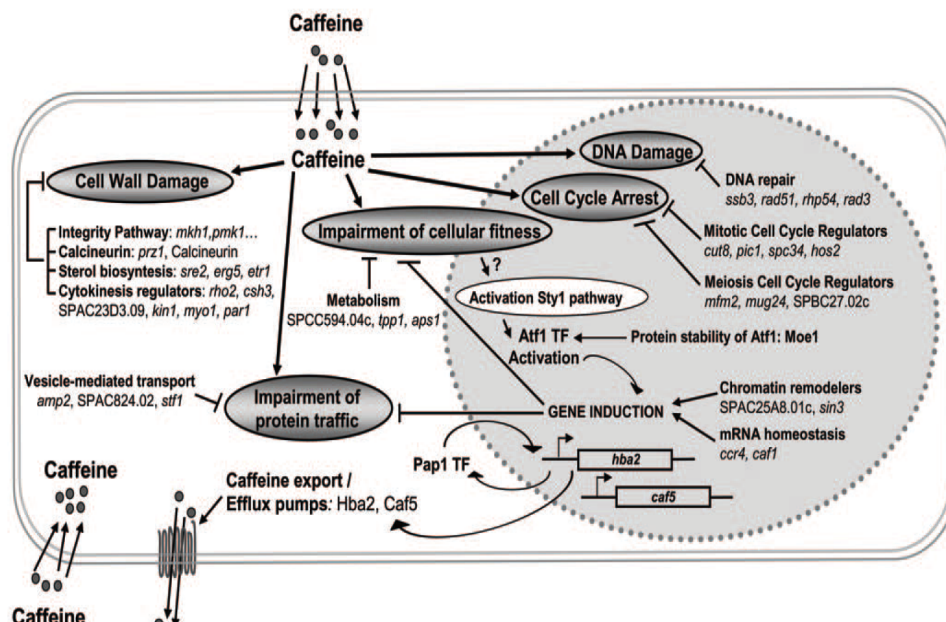 Caffeine
Caffeine
DNA Damage
Cell Wall Damage
DNA repair
ssb3, rad51, rhp54, rad3
Cell Cycle Arrest
Mitotic Cycle Regulators
cut8, pic1, spc34, hos2
Integrity Pathway: mkh1,pmk1...
Calcineurin: prz1, Calcineurin
Sterol biosyntesis: sre2, erg5, etr1
Cytokinesis regulators: rho2, csh3,
SPAC23D3.09, kin1, myo1, par1
Impairment of cellular fitness
?
Meiosis Cell Cycle Regulators
mfm2, mug24, SPBC27.02c
Metabolism
SPCC594.04c, tpp1, aps1
Activation Sty1 pathway
Atf1 TF
Activation
Protein stability of Atf1: Moe1
Vesicle-mediated transport
amp2, SPAC824.02, stf1
Impairment of
protein traffic
GENE INDUCTION
Chromatin remodelers
SPAC25A8.01c, sin3
mRNA homeostasis
ccr4, caf1
Pap1 TF
hba2
caf5
Caffeine
Caffeine export /
Efflux pumps: Hba2, Caf5
Caffeine